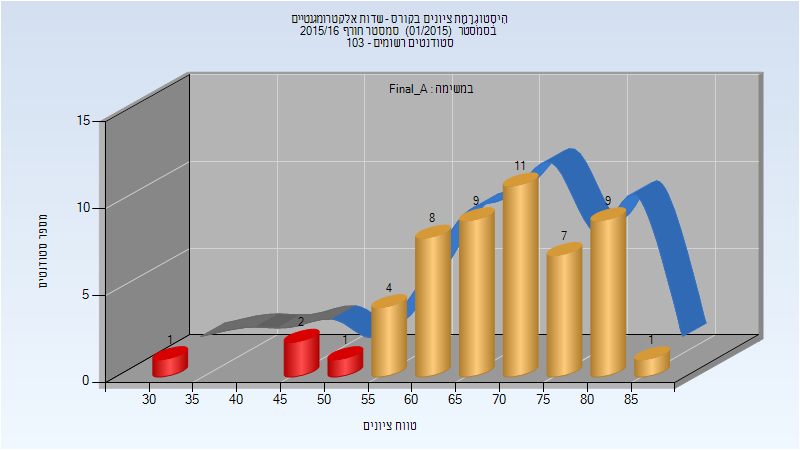 היסטוגרמת ציונים בקורס - שדות אלקטרומגנטיים
בסמסטר (01/2015) סמסטר חורף 2015/16
סטודנטים רשומים - 103
במשימה : Final_A
15
10
5
0
מספר סטודנטים
1
2
1
4
8
9
11
7
9
1
30 35 40 45 50 55 60 65 70 75 80 85
טווח ציונים